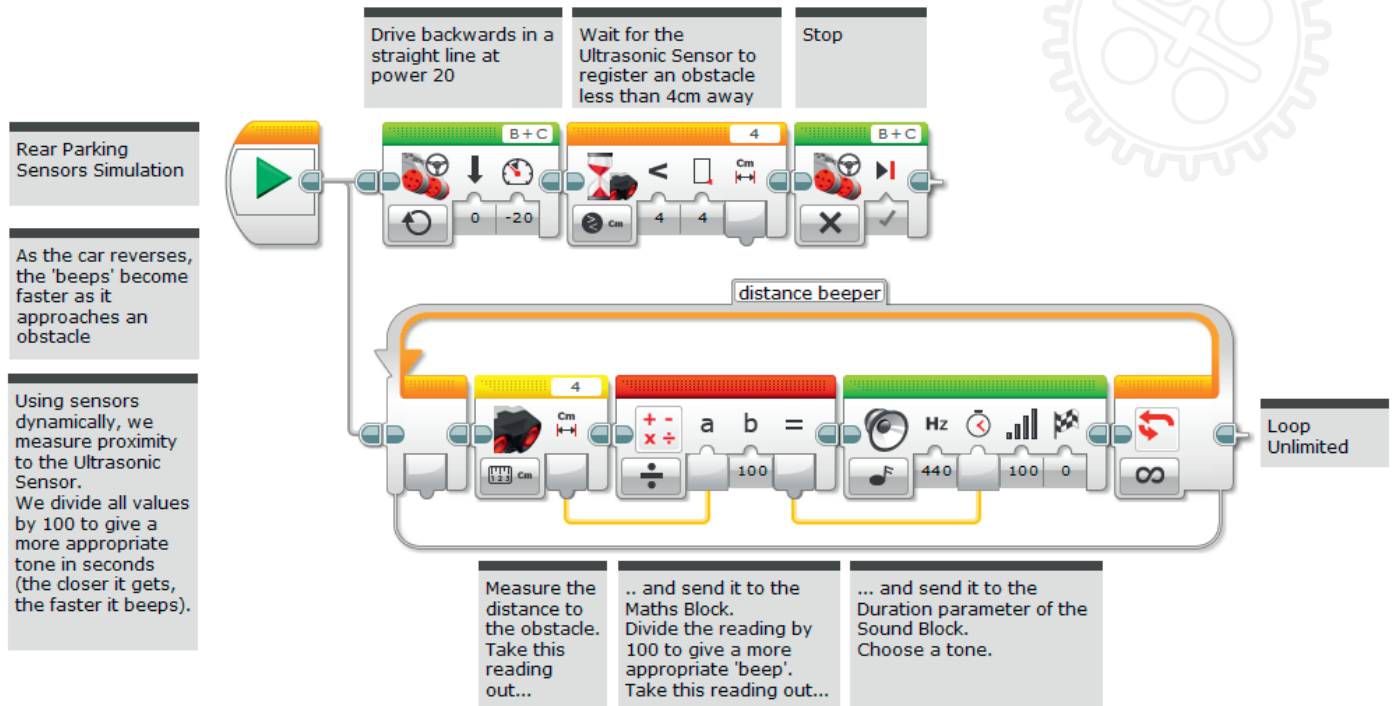 Drive backwards in a
straight line at
power 20
Wait for the
Ultrasonic Sensor to
register an obstacle
less than 4cm away
Stop
Rear Parking
Sensors Simulation
B+C
0 -20
4
<
Cm
Cm
4 4
B+C
As the car reverses,
the 'beeps' become
faster as it
approaches an
obstacle
distance beeper
Using sensors
dynamically, we
measure proximity
to the Ultrasonic
Sensor.
We divide all values
by 100 to give a
more appropriate
tone in seconds
(the closer it gets,
the faster it beeps).
4
Cm
123 Cm
+ -
x ÷
a b =
÷
100
Hz
440 100 0
∞
Loop
Unlimited
Measure the
distance to
the obstacle.
Take this
reading
out...
.. and send it to the
Maths Block.
Divide the reading by
100 to give a more
appropriate 'beep'.
Take this reading out...
... and send it to the
Duration parameter of the
Sound Block.
Choose a tone.